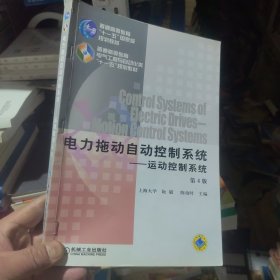 普通高等教育
"十一五"国家级
规划教材
普通高等教育
电气工程与自动化类
"十一五"规划教材
Control Systems of
Electric Drives——
Motion Control Systems
电力拖动自动控制系统
——运动控制系统
第4版
上海大学 阮毅 陈伯时 主编
机械工业出版社